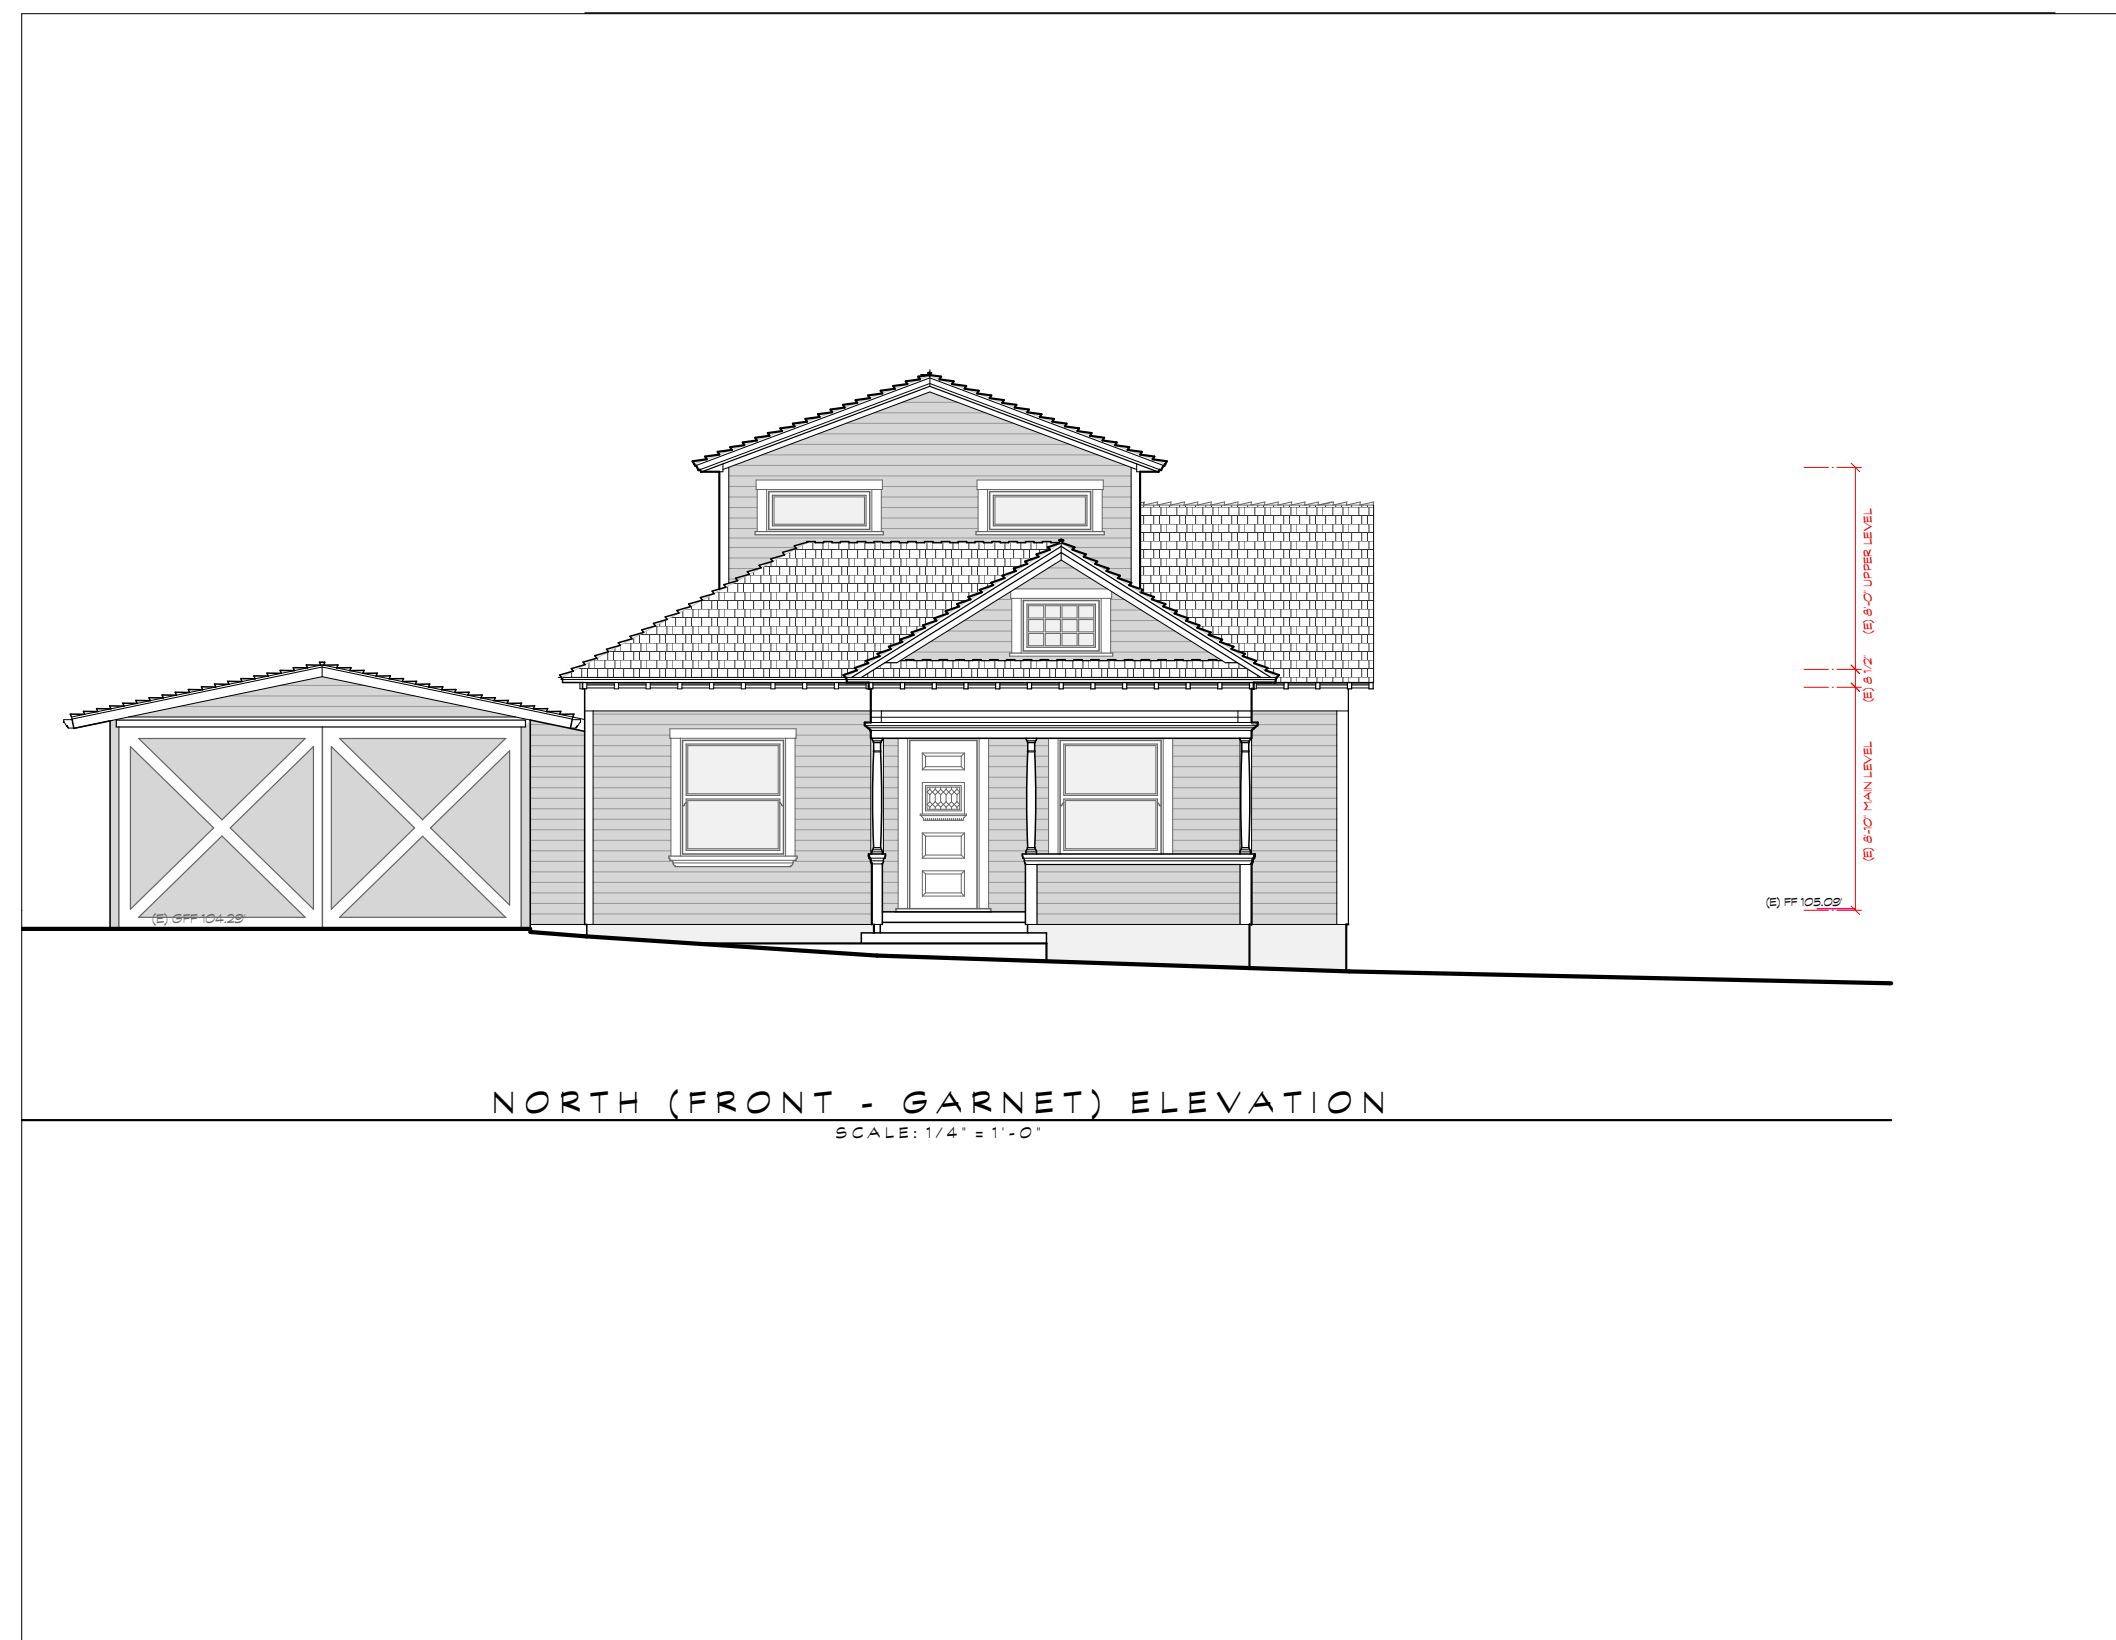 (E) 8'-0" UPPER LEVEL
(E) 8 1/2"
(E) 8'-10" MAIN LEVEL
(E) FF 105.09'
(E) GFF 104.29'
NORTH (FRONT - GARNET) ELEVATION
SCALE: 1/4" = 1'-0"